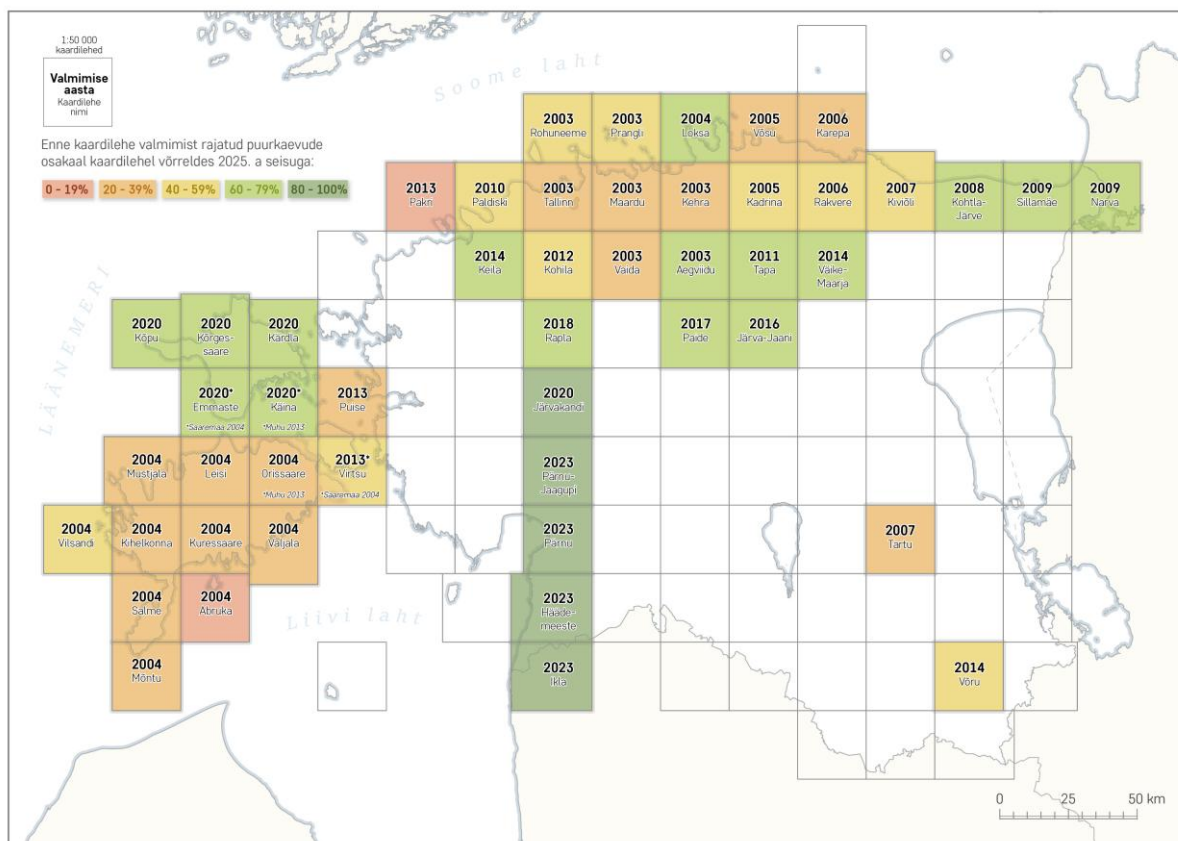 1:50 000
kaardilehed
Valmimise
aasta
Kaardilehe
nimi
Enne kaardilehe valmimist rajatud puurkaevude
osakaal kaardilehel võrreldes 2025. a seisuga:
0 - 19%
20 - 39%
40 - 59%
60 - 79%
80 - 100%
Soome laht
LÄÄNEMERI
Liivi laht
2003
Rohuneeme
2003
Prangli
2004
Loksa
2005
Võsu
2006
Karepa
2013
Pakri
2010
Paldiski
2003
Tallinn
2003
Maardu
2003
Kehra
2005
Kadrina
2006
Rakvere
2007
Kiviõli
2008
Kohtla-
Järve
2009
Sillamäe
2009
Narva
2014
Keila
2012
Kohila
2003
Vaida
2003
Aegviidu
2011
Tapa
2014
Väike-
Maarja
2020
Kõpu
2020
Kõrges-
saare
2020
Kärdla
2018
Rapla
2017
Paide
2016
Järva-Jaani
2020*
Emmaste
*Saaremaa 2004
2020*
Käina
*Muhu 2013
2013
Puise
2020
Järvakandi
2004
Mustjala
2004
Leisi
2004
Orissaare
*Muhu 2013
2013*
Virtsu
*Saaremaa 2004
2023
Pärnu-
Jaagupi
2004
Vilsandi
2004
Kihelkonna
2004
Kuressaare
2004
Valjala
2023
Pärnu
2007
Tartu
2004
Salme
2004
Abruka
2023
Hääde-
meeste
2004
Mõntu
2023
Ikla
2014
Võru
0 25 50 km